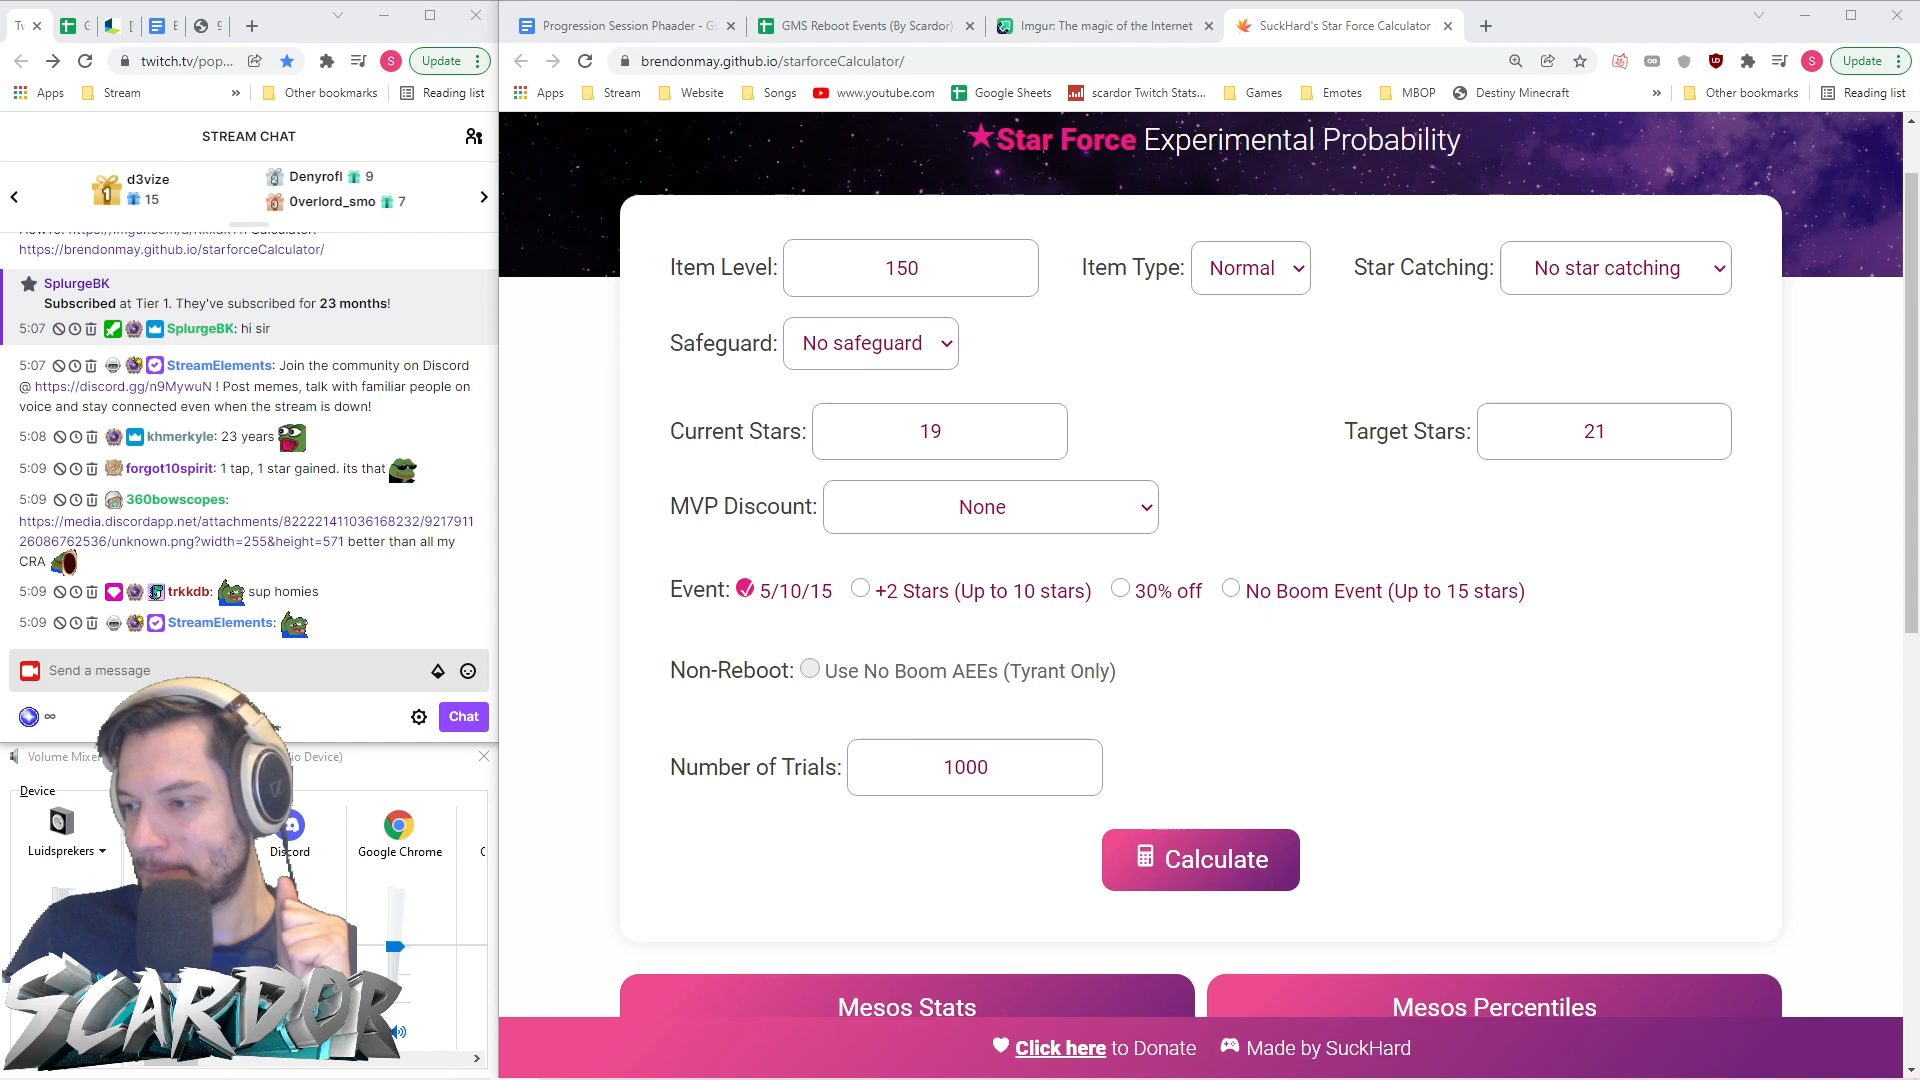 Update
twitch.tv/pop...
Apps
Stream
Other bookmarks
Reading list
STREAM CHAT
d3vize
15
Denyrofl 9
0verlord_smo 7
https://brendonmay.github.io/starforceCalculator/
SplurgeBK
Subscribed at Tier 1. They've subscribed for 23 months!
5:07 SplurgeBK: hi sir
5:07 StreamElements: Join the community on Discord
@ https://discord.gg/n9MywuN ! Post memes, talk with familiar people on
voice and stay connected even when the stream is down!
5:08 khmerkyle: 23 years
5:09 forgot10spirit: 1 tap, 1 star gained. its that
5:09 360bowscopes:
https://media.discordapp.net/attachments/822221411036168232/9217911
26086762536/unknown.png?width=255&height=571 better than all my
CRA
5:09 trkkdb: sup homies
5:09 StreamElements:
Send a message
∞
Chat
Device
Luidsprekers
Discord
Google Chrome
SCARDOR
Progression Session Phaader - G
GMS Reboot Events (By Scardor)
Imgur: The magic of the Internet
SuckHard's Star Force Calculator
brendonmay.github.io/starforceCalculator/
Update
Apps
Stream
Website
Songs
www.youtube.com
Google Sheets
scardor Twitch Stats...
Games
Emotes
MBOP
Destiny Minecraft
Other bookmarks
Reading list
Star Force Experimental Probability
Item Level: 150
Item Type: Normal
Star Catching: No star catching
Safeguard: No safeguard
Current Stars: 19
Target Stars: 21
MVP Discount: None
Event: 5/10/15 +2 Stars (Up to 10 stars) 30% off No Boom Event (Up to 15 stars)
Non-Reboot: Use No Boom AEEs (Tyrant Only)
Number of Trials: 1000
Calculate
Mesos Stats
Mesos Percentiles
Click here to Donate Made by SuckHard